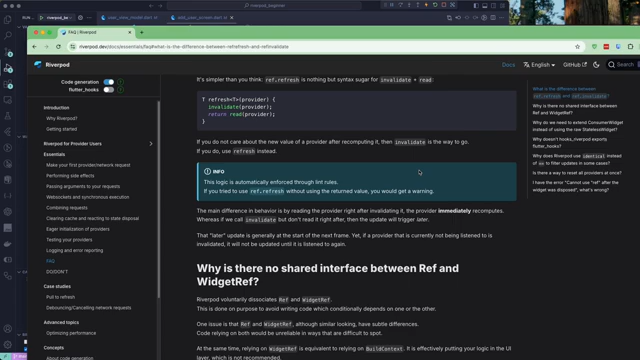 riverpod_beginner
riverpod_be
user_view_model.dart
add_user_screen.dart
FAQ | Riverpod
riverpod.dev/docs/essentials/faq#what-is-the-difference-between-refrefresh-and-refinvalidate
Riverpod
Docs
English
GitHub
Search
Code generation
flutter_hooks
Introduction
Why Riverpod?
Getting started
Riverpod for Provider Users
Essentials
Make your first provider/network request
Performing side effects
Passing arguments to your requests
Websockets and synchronous execution
Combining requests
Clearing cache and reacting to state disposal
Eager initialization of providers
Testing your providers
Logging and error reporting
FAQ
DO/DON'T
Case studies
Pull to refresh
Debouncing/Cancelling network requests
Advanced topics
Optimizing performance
Concepts
About code generation
It's simpler than you think: ref.refresh is nothing but syntax sugar for invalidate + read
T refresh<T>(provider) {
invalidate(provider);
return read(provider);
}
If you do not care about the new value of a provider after recomputing it, then invalidate is the way to go.
If you do, use refresh instead.
INFO
This logic is automatically enforced through lint rules.
If you tried to use ref.refresh without using the returned value, you would get a warning.
The main difference in behavior is by reading the provider right after invalidating it, the provider immediately recomputes.
Whereas if we call invalidate but don't read it right after, then the update will trigger later.
That "later" update is generally at the start of the next frame. Yet, if a provider that is currently not being listened to is
invalidated, it will not be updated until it is listened to again.
Why is there no shared interface between Ref and
WidgetRef?
Riverpod voluntarily dissociates Ref and WidgetRef.
This is done on purpose to avoid writing code which conditionally depends on one or the other.
One issue is that Ref and WidgetRef, although similar looking, have subtle differences.
Code relying on both would be unreliable in ways that are difficult to spot.
At the same time, relying on WidgetRef is equivalent to relying on BuildContext. It is effectively putting your logic in the UI
layer, which is not recommended.
What is the difference between
ref.refresh and ref.invalidate?
Why is there no shared interface between Ref
and WidgetRef?
Why do we need to extend ConsumerWidget
instead of using the raw StatelessWidget?
Why doesn't hooks_riverpod exports
flutter_hooks?
Why does Riverpod use identical instead
of == to filter updates in some cases?
Is there a way to reset all providers at once?
I have the error "Cannot use "ref" after the
widget was disposed", what's wrong?